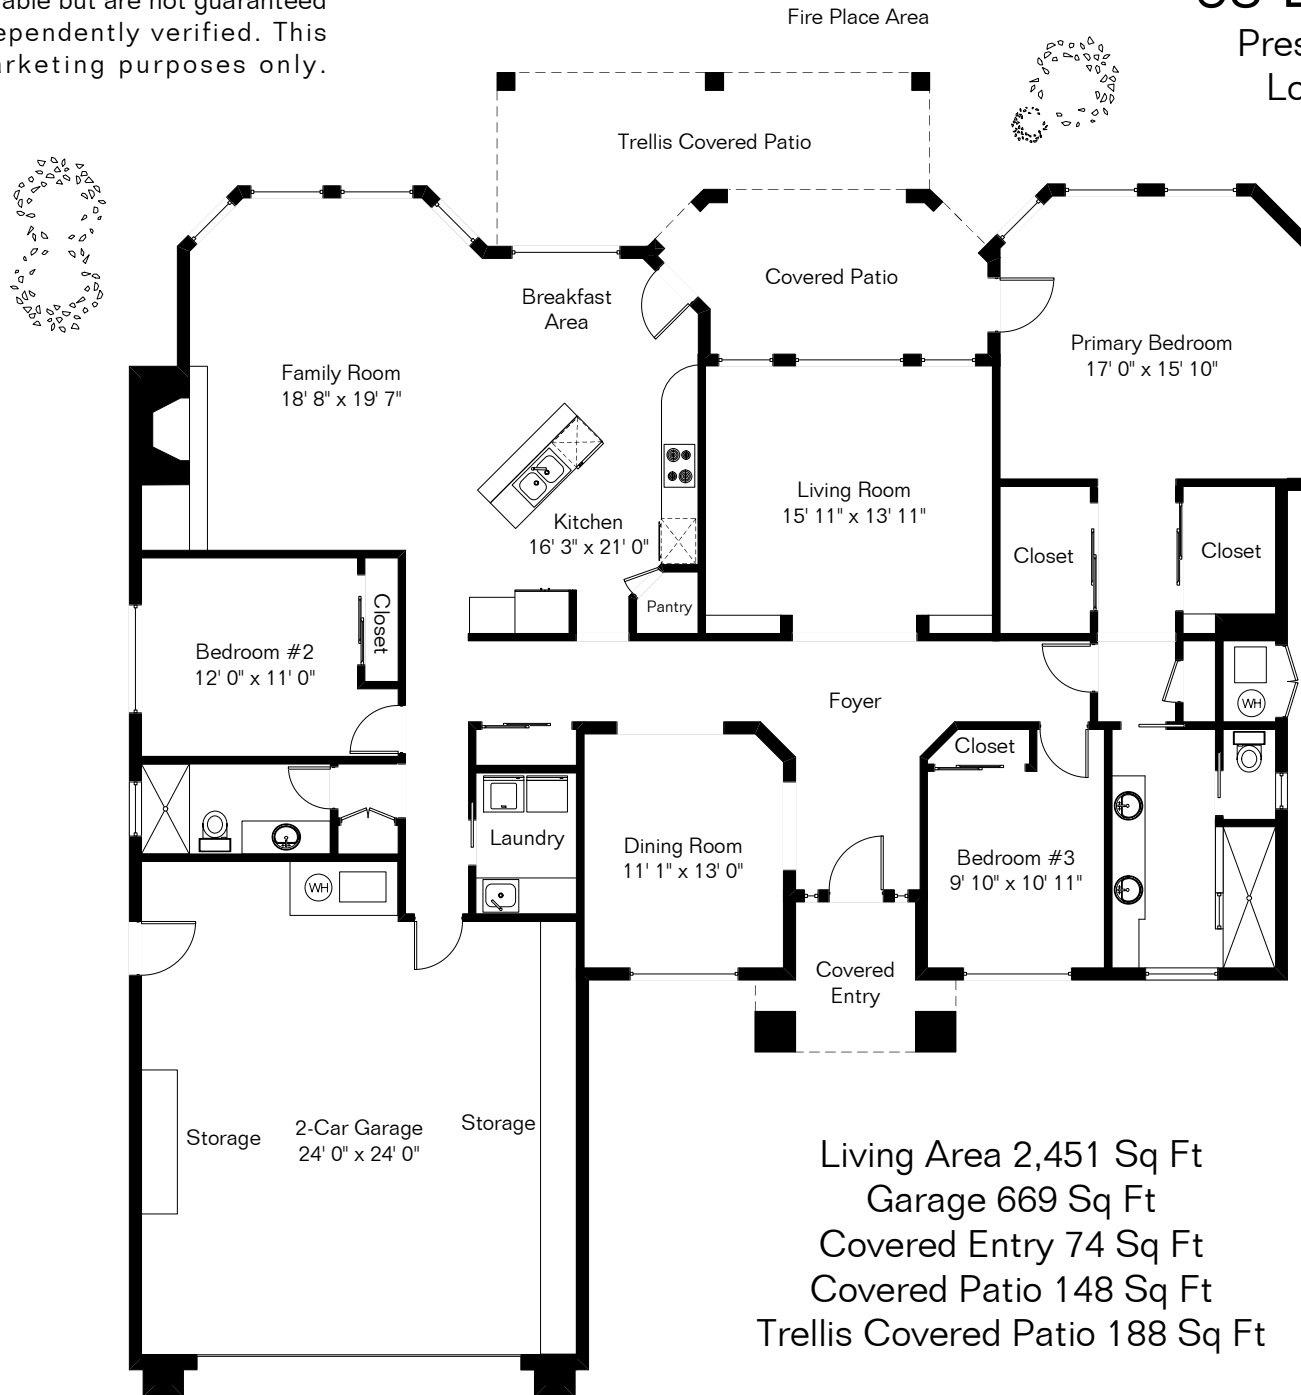 but are not guaranteed
verified. This
purposes only.
Fire Place Area
Trellis Covered Patio
Covered Patio
Breakfast
Area
Family Room
18' 8" x 19' 7"
Primary Bedroom
17' 0" x 15' 10"
Living Room
15' 11" x 13' 11"
Kitchen
16' 3" x 21' 0"
Closet
Closet
Pantry
Closet
Bedroom #2
12' 0" x 11' 0"
Foyer
WH
Closet
Laundry
Dining Room
11' 1" x 13' 0"
Bedroom #3
9' 10" x 10' 11"
WH
Covered
Entry
Storage
2-Car Garage
24' 0" x 24' 0"
Storage
Living Area 2,451 Sq Ft
Garage 669 Sq Ft
Covered Entry 74 Sq Ft
Covered Patio 148 Sq Ft
Trellis Covered Patio 188 Sq Ft